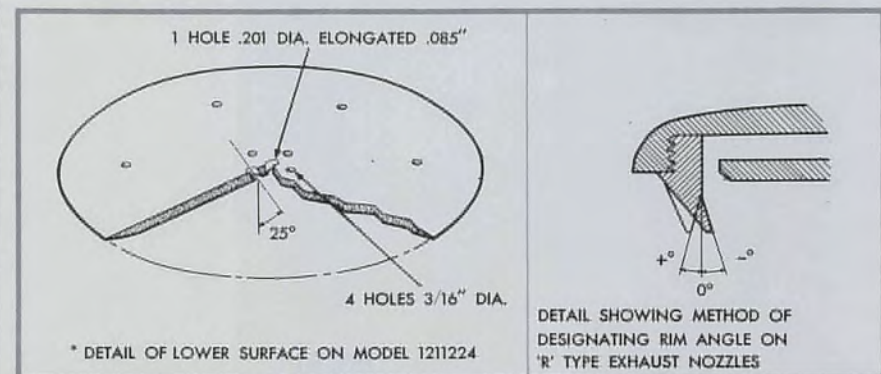 1 HOLE .201 DIA. ELONGATED .085"
25°
4 HOLES 3/16" DIA.
* DETAIL OF LOWER SURFACE ON MODEL 1211224
+°
-°
0°
DETAIL SHOWING METHOD OF
DESIGNATING RIM ANGLE ON
'R' TYPE EXHAUST NOZZLES